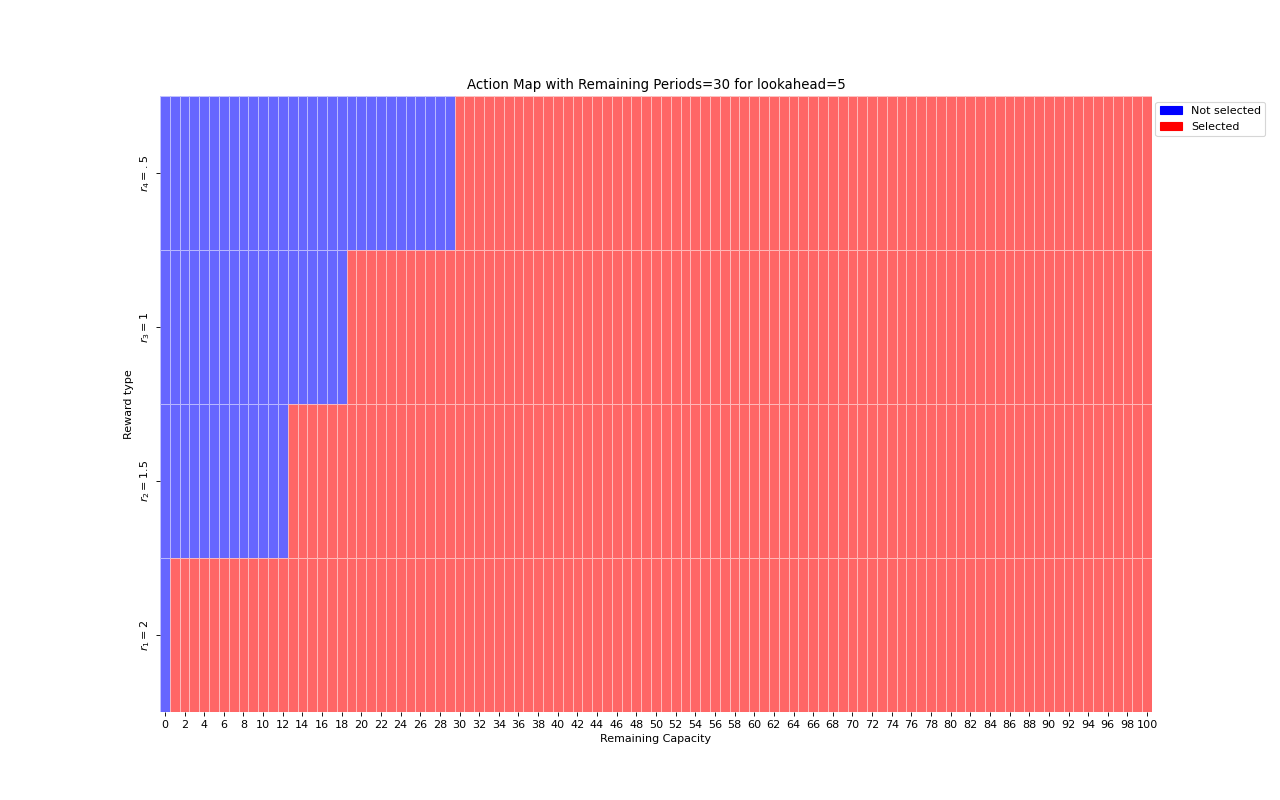 Action Map with Remaining Periods=30 for lookahead=5
Not selected
Selected
r₄ = .5
r₃ = 1
r₂ = 1.5
r₁ = 2
Reward type
0 2 4 6 8 10 12 14 16 18 20 22 24 26 28 30 32 34 36 38 40 42 44 46 48 50 52 54 56 58 60 62 64 66 68 70 72 74 76 78 80 82 84 86 88 90 92 94 96 98 100
Remaining Capacity